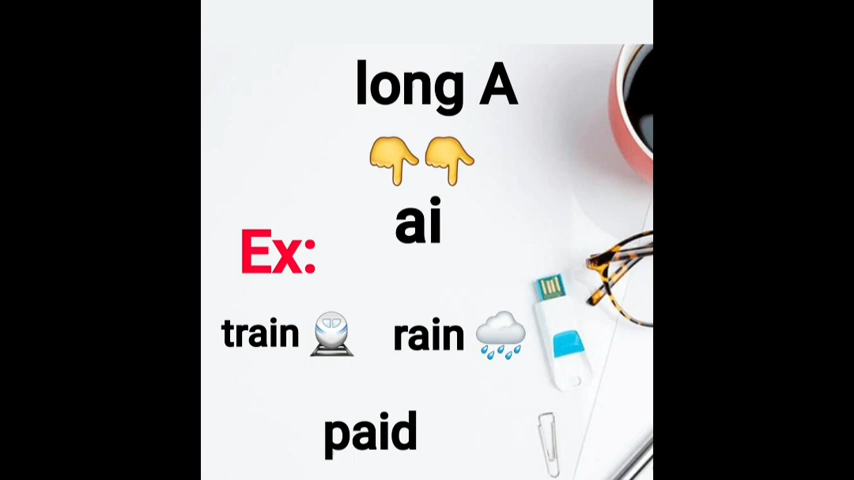 long A
👇👇
ai
Ex:
train 🚆 rain 🌧️
paid